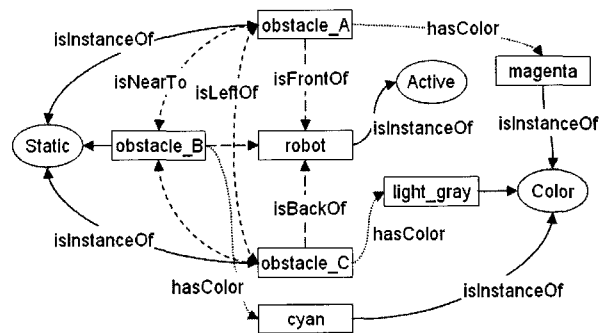 obstacle_A
isInstanceOf
hasColor
isNearTo
isLeftOf
isFrontOf
Active
magenta
isInstanceOf
isInstanceOf
Static
obstacle_B
robot
light_gray
Color
isBackOf
isInstanceOf
hasColor
obstacle_C
hasColor
isInstanceOf
cyan